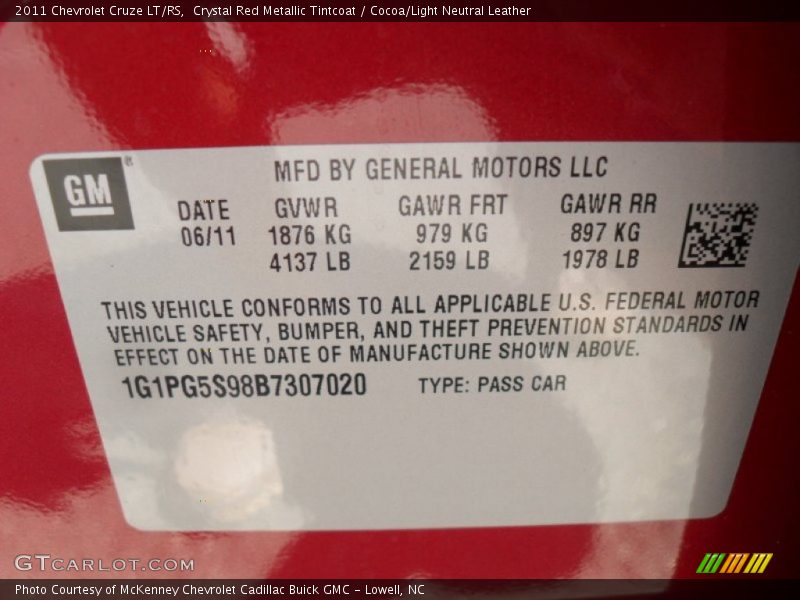 2011 Chevrolet Cruze LT/RS,  Crystal Red Metallic Tintcoat / Cocoa/Light Neutral Leather
GM®
MFD BY GENERAL MOTORS LLC
DATE GVWR GAWR FRT GAWR RR
06/11 1876 KG 979 KG 897 KG
4137 LB 2159 LB 1978 LB
THIS VEHICLE CONFORMS TO ALL APPLICABLE U.S. FEDERAL MOTOR
VEHICLE SAFETY, BUMPER, AND THEFT PREVENTION STANDARDS IN
EFFECT ON THE DATE OF MANUFACTURE SHOWN ABOVE.
1G1PG5S98B7307020 TYPE: PASS CAR
GTCARLOT.COM
Photo Courtesy of McKenney Chevrolet Cadillac Buick GMC – Lowell, NC